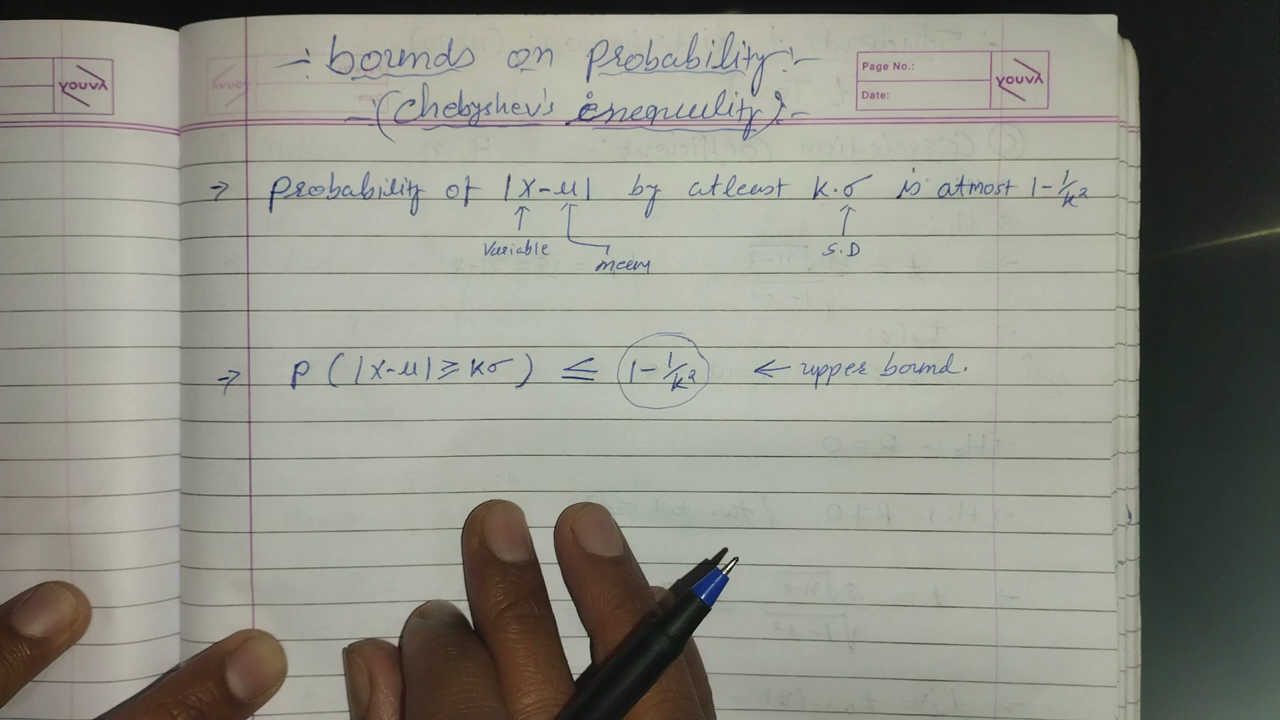 -: bounds on Probability :-
-( Chebyshev's inequality )-
Page No.:
Date:
youva
youva
→ Probability of |X-μ| by atleast K.σ is atmost 1-1/k²
Variable
mean
S.D
→ P ( |X-μ| ≥ kσ ) ≤ 1-1/k² ← upper bound.